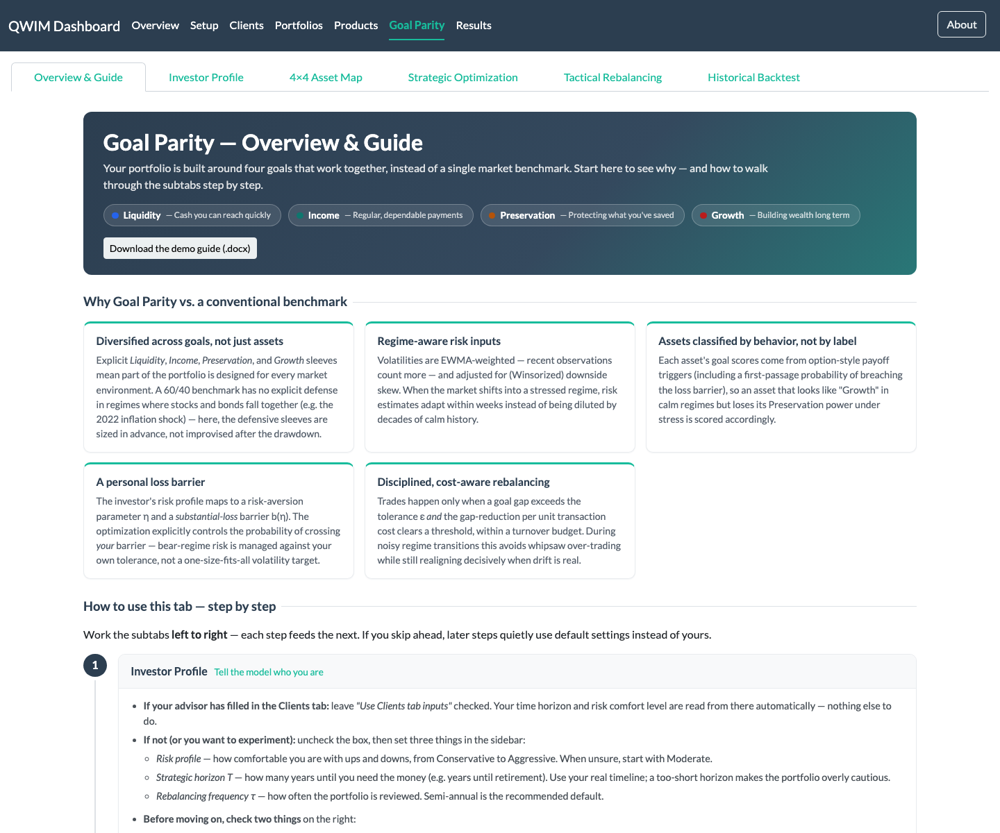 QWIM Dashboard Overview Setup Clients Portfolios Products Goal Parity Results About
Overview & Guide Investor Profile 4×4 Asset Map Strategic Optimization Tactical Rebalancing Historical Backtest
Goal Parity — Overview & Guide
Your portfolio is built around four goals that work together, instead of a single market benchmark. Start here to see why — and how to walk
through the subtabs step by step.
Liquidity — Cash you can reach quickly Income — Regular, dependable payments Preservation — Protecting what you've saved Growth — Building wealth long term
Download the demo guide (.docx)
Why Goal Parity vs. a conventional benchmark
Diversified across goals, not just assets
Explicit Liquidity, Income, Preservation, and Growth sleeves
mean part of the portfolio is designed for every market
environment. A 60/40 benchmark has no explicit defense
in regimes where stocks and bonds fall together (e.g. the
2022 inflation shock) — here, the defensive sleeves are
sized in advance, not improvised after the drawdown.
Regime-aware risk inputs
Volatilities are EWMA-weighted — recent observations
count more — and adjusted for (Winsorized) downside
skew. When the market shifts into a stressed regime, risk
estimates adapt within weeks instead of being diluted by
decades of calm history.
Assets classified by behavior, not by label
Each asset's goal scores come from option-style payoff
triggers (including a first-passage probability of breaching
the loss barrier), so an asset that looks like "Growth" in
calm regimes but loses its Preservation power under
stress is scored accordingly.
A personal loss barrier
The investor's risk profile maps to a risk-aversion
parameter η and a substantial-loss barrier b(η). The
optimization explicitly controls the probability of crossing
your barrier — bear-regime risk is managed against your
own tolerance, not a one-size-fits-all volatility target.
Disciplined, cost-aware rebalancing
Trades happen only when a goal gap exceeds the
tolerance ε and the gap-reduction per unit transaction
cost clears a threshold, within a turnover budget. During
noisy regime transitions this avoids whipsaw over-trading
while still realigning decisively when drift is real.
How to use this tab — step by step
Work the subtabs left to right — each step feeds the next. If you skip ahead, later steps quietly use default settings instead of yours.
1
Investor Profile Tell the model who you are
• If your advisor has filled in the Clients tab: leave "Use Clients tab inputs" checked. Your time horizon and risk comfort level are read from there automatically — nothing else to
do.
• If not (or you want to experiment): uncheck the box, then set three things in the sidebar:
◦ Risk profile — how comfortable you are with ups and downs, from Conservative to Aggressive. When unsure, start with Moderate.
◦ Strategic horizon T — how many years until you need the money (e.g. years until retirement). Use your real timeline; a too-short horizon makes the portfolio overly cautious.
◦ Rebalancing frequency τ — how often the portfolio is reviewed. Semi-annual is the recommended default.
• Before moving on, check two things on the right: